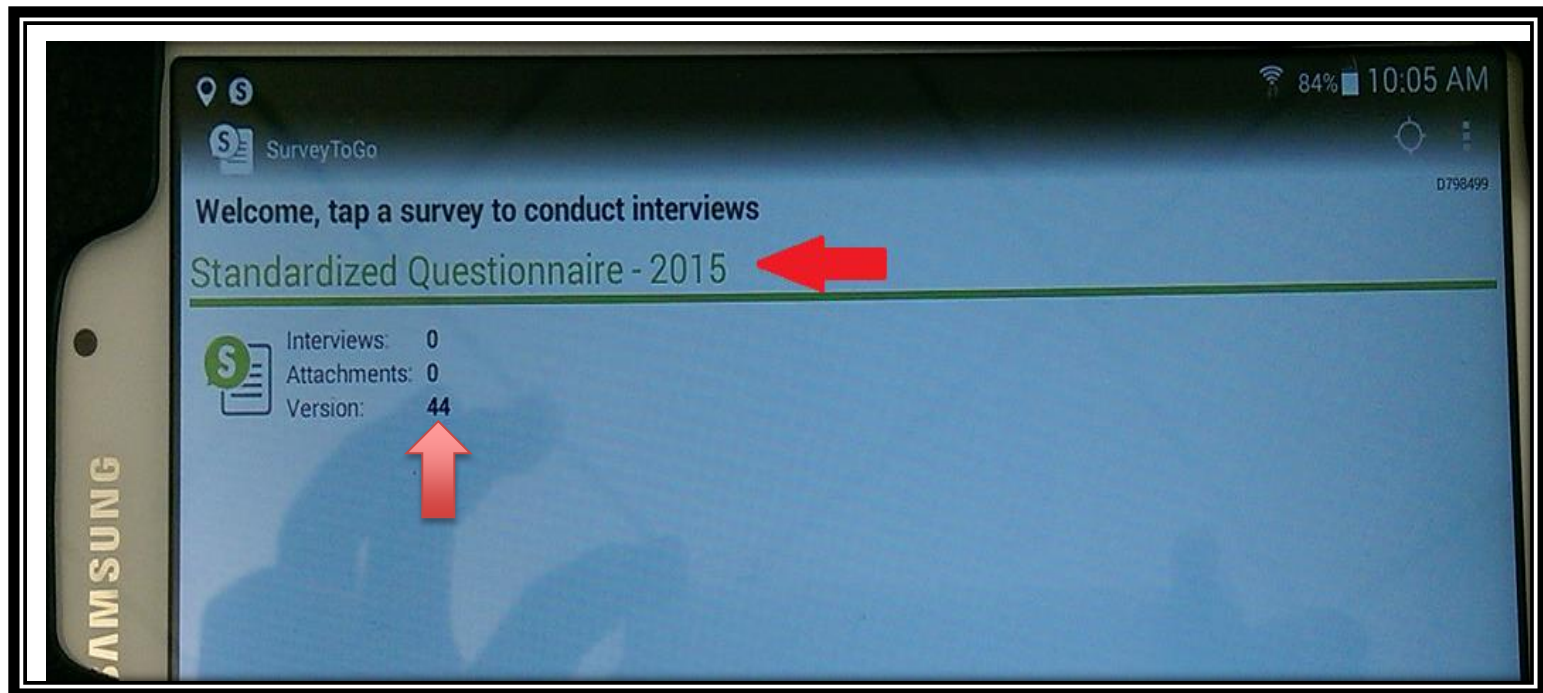 84% 10:05 AM
SurveyToGo
D798499
Welcome, tap a survey to conduct interviews
Standardized Questionnaire - 2015
Interviews: 0
Attachments: 0
Version: 44
SAMSUNG